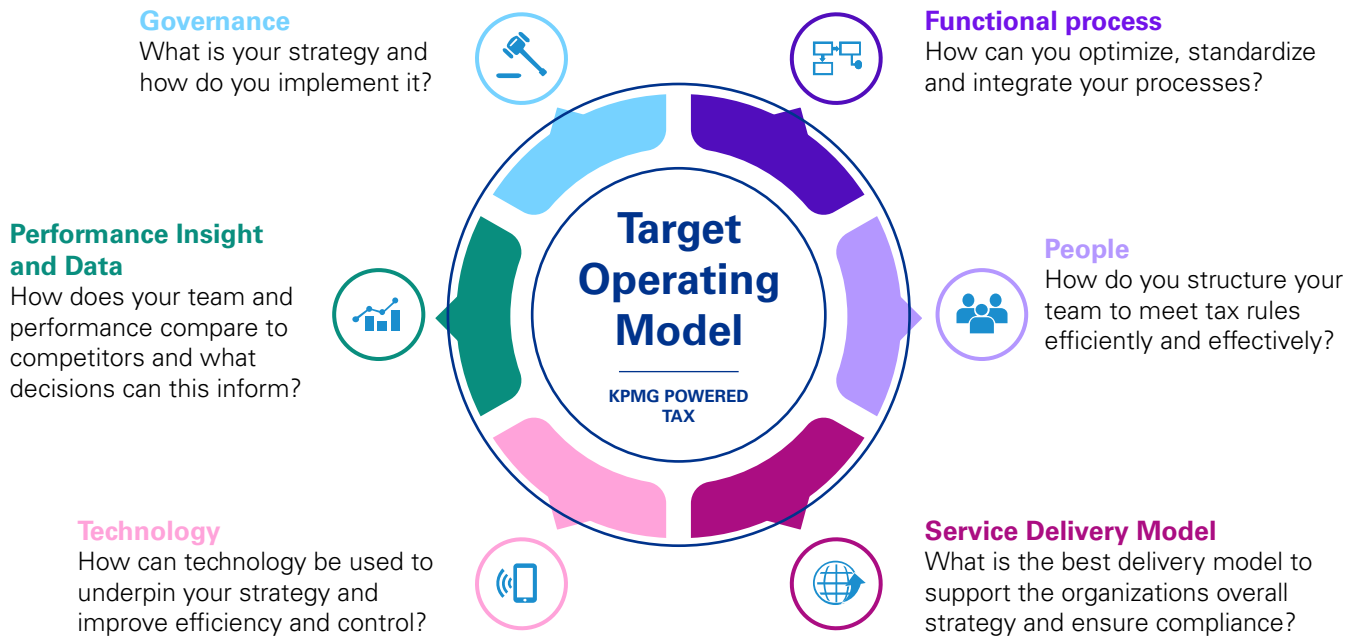 Governance
What is your strategy and
how do you implement it?
Functional process
How can you optimize, standardize
and integrate your processes?
Performance Insight
and Data
How does your team and
performance compare to
competitors and what
decisions can this inform?
Target
Operating
Model
KPMG POWERED
TAX
People
How do you structure your
team to meet tax rules
efficiently and effectively?
Technology
How can technology be used to
underpin your strategy and
improve efficiency and control?
Service Delivery Model
What is the best delivery model to
support the organizations overall
strategy and ensure compliance?